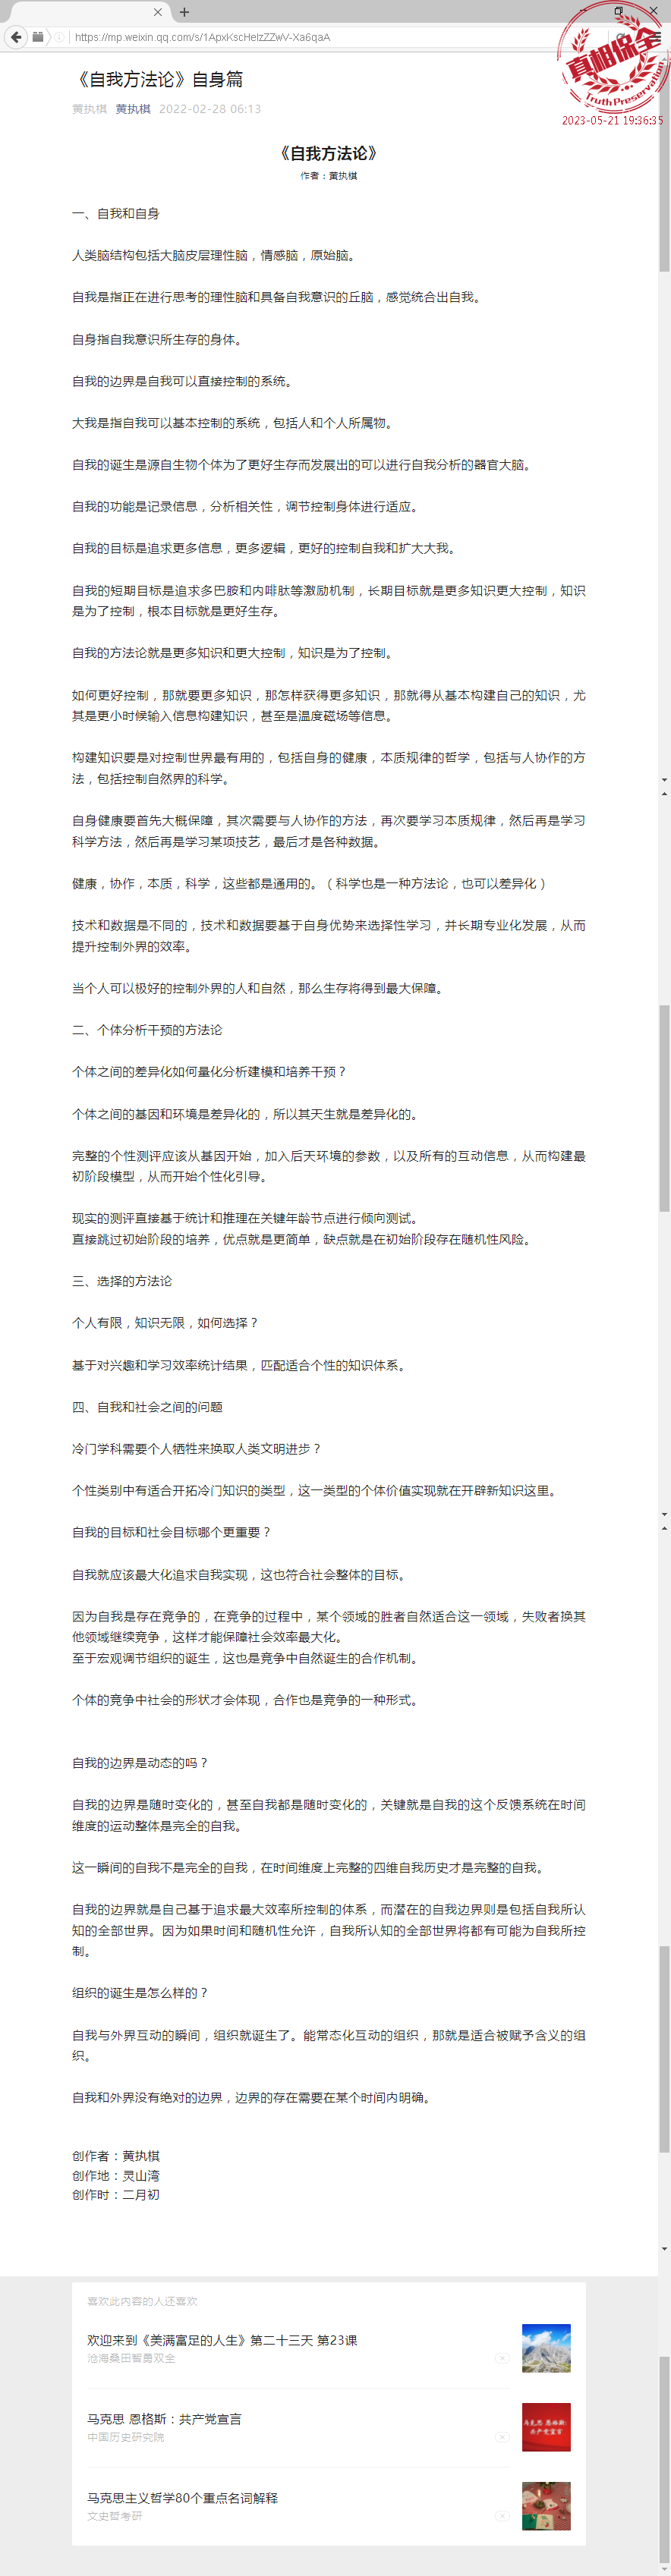 https://mp.weixin.qq.com/s/1ApxKscHelzZZwV-Xa6qaA
真相保全
Truth Preservation
2023-05-21 19:36:35
《自我方法论》自身篇
黄执棋 黄执棋 2022-02-28 06:13
《自我方法论》
作者：黄执棋
一、自我和自身
人类脑结构包括大脑皮层理性脑，情感脑，原始脑。
自我是指正在进行思考的理性脑和具备自我意识的丘脑，感觉统合出自我。
自身指自我意识所生存的身体。
自我的边界是自我可以直接控制的系统。
大我是指自我可以基本控制的系统，包括人和个人所属物。
自我的诞生是源自生物个体为了更好生存而发展出的可以进行自我分析的器官大脑。
自我的功能是记录信息，分析相关性，调节控制身体进行适应。
自我的目标是追求更多信息，更多逻辑，更好的控制自我和扩大大我。
自我的短期目标是追求多巴胺和内啡肽等激励机制，长期目标就是更多知识更大控制，知识
是为了控制，根本目标就是更好生存。
自我的方法论就是更多知识和更大控制，知识是为了控制。
如何更好控制，那就要更多知识，那怎样获得更多知识，那就得从基本构建自己的知识，尤
其是更小时候输入信息构建知识，甚至是温度磁场等信息。
构建知识要是对控制世界最有用的，包括自身的健康，本质规律的哲学，包括与人协作的方
法，包括控制自然界的科学。
自身健康要首先大概保障，其次需要与人协作的方法，再次要学习本质规律，然后再是学习
科学方法，然后再是学习某项技艺，最后才是各种数据。
健康，协作，本质，科学，这些都是通用的。（科学也是一种方法论，也可以差异化）
技术和数据是不同的，技术和数据要基于自身优势来选择性学习，并长期专业化发展，从而
提升控制外界的效率。
当个人可以极好的控制外界的人和自然，那么生存将得到最大保障。
二、个体分析干预的方法论
个体之间的差异化如何量化分析建模和培养干预？
个体之间的基因和环境是差异化的，所以其天生就是差异化的。
完整的个性测评应该从基因开始，加入后天环境的参数，以及所有的互动信息，从而构建最
初阶段模型，从而开始个性化引导。
现实的测评直接基于统计和推理在关键年龄节点进行倾向测试。
直接跳过初始阶段的培养，优点就是更简单，缺点就是在初始阶段存在随机性风险。
三、选择的方法论
个人有限，知识无限，如何选择？
基于对兴趣和学习效率统计结果，匹配适合个性的知识体系。
四、自我和社会之间的问题
冷门学科需要个人牺牲来换取人类文明进步？
个性类别中有适合开拓冷门知识的类型，这一类型的个体价值实现就在开辟新知识这里。
自我的目标和社会目标哪个更重要？
自我就应该最大化追求自我实现，这也符合社会整体的目标。
因为自我是存在竞争的，在竞争的过程中，某个领域的胜者自然适合这一领域，失败者换其
他领域继续竞争，这样才能保障社会效率最大化。
至于宏观调节组织的诞生，这也是竞争中自然诞生的合作机制。
个体的竞争中社会的形状才会体现，合作也是竞争的一种形式。
自我的边界是动态的吗？
自我的边界是随时变化的，甚至自我都是随时变化的，关键就是自我的这个反馈系统在时间
维度的运动整体是完全的自我。
这一瞬间的自我不是完全的自我，在时间维度上完整的四维自我历史才是完整的自我。
自我的边界就是自己基于追求最大效率所控制的体系，而潜在的自我边界则是包括自我所认
知的全部世界。因为如果时间和随机性允许，自我所认知的全部世界将都有可能为自我所控
制。
组织的诞生是怎么样的？
自我与外界互动的瞬间，组织就诞生了。能常态化互动的组织，那就是适合被赋予含义的组
织。
自我和外界没有绝对的边界，边界的存在需要在某个时间内明确。
创作者：黄执棋
创作地：灵山湾
创作时：二月初
喜欢此内容的人还喜欢
欢迎来到《美满富足的人生》第二十三天 第23课
沧海桑田智勇双全
马克思 恩格斯：共产党宣言
中国历史研究院
马克思 恩格斯：
共产党宣言
马克思主义哲学80个重点名词解释
文史哲考研